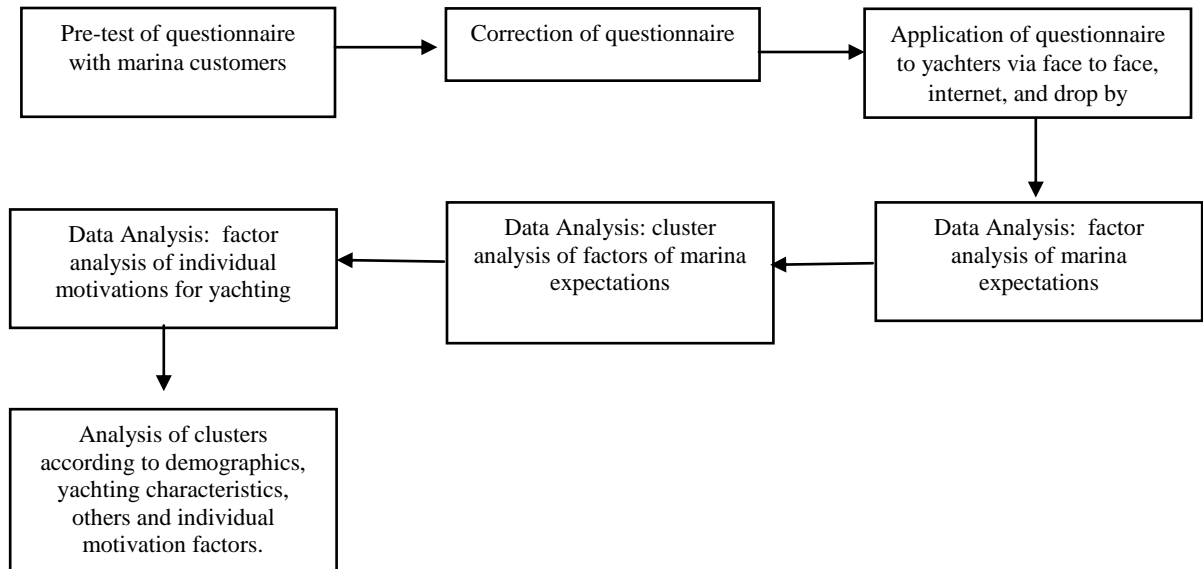 Pre-test of questionnaire
with marina customers
Correction of questionnaire
Application of questionnaire
to yachters via face to face,
internet, and drop by
Data Analysis:  factor
analysis of individual
motivations for yachting
Data Analysis: cluster
analysis of factors of marina
expectations
Data Analysis:  factor
analysis of marina
expectations
Analysis of clusters
according to demographics,
yachting characteristics,
others and individual
motivation factors.